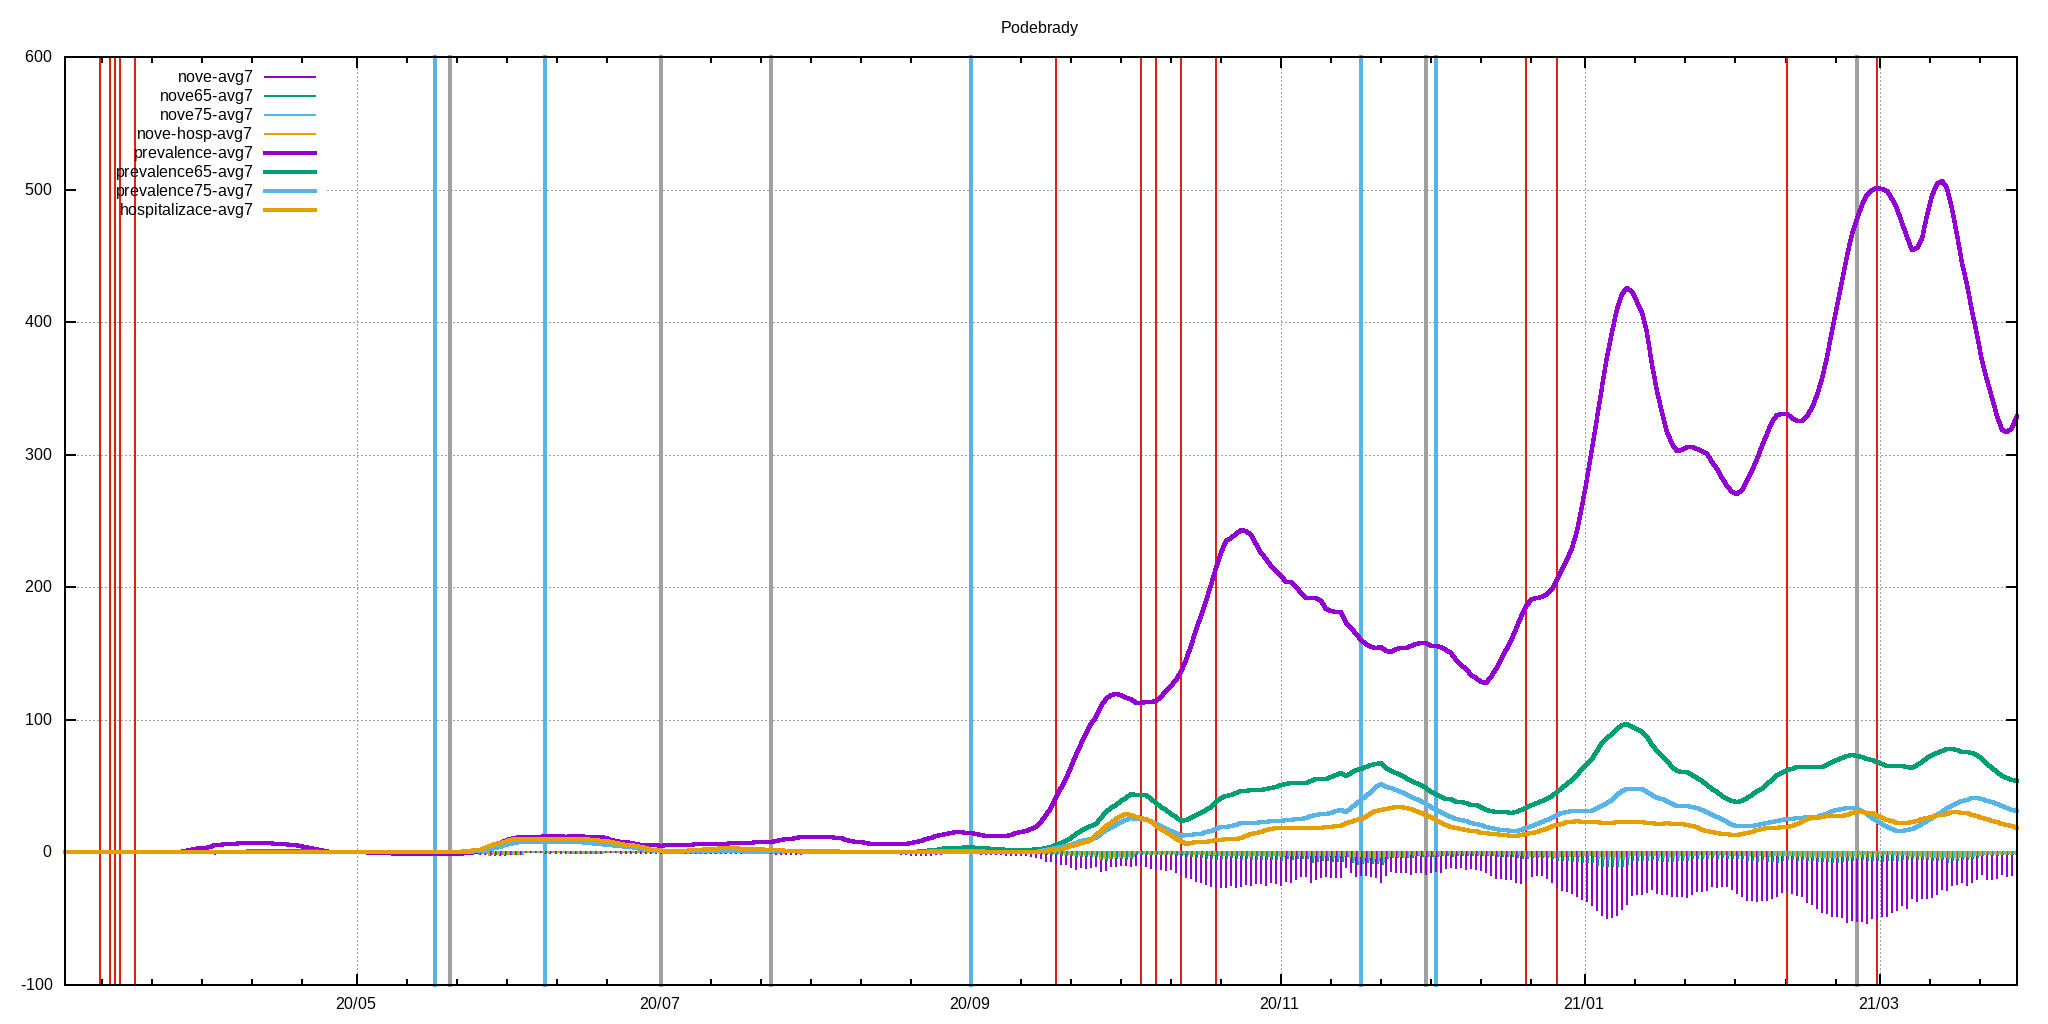 Podebrady
600
500
400
300
200
100
0
-100
nove-avg7
nove65-avg7
nove75-avg7
nove-hosp-avg7
prevalence-avg7
prevalence65-avg7
prevalence75-avg7
hospitalizace-avg7
20/05 20/07 20/09 20/11 21/01 21/03